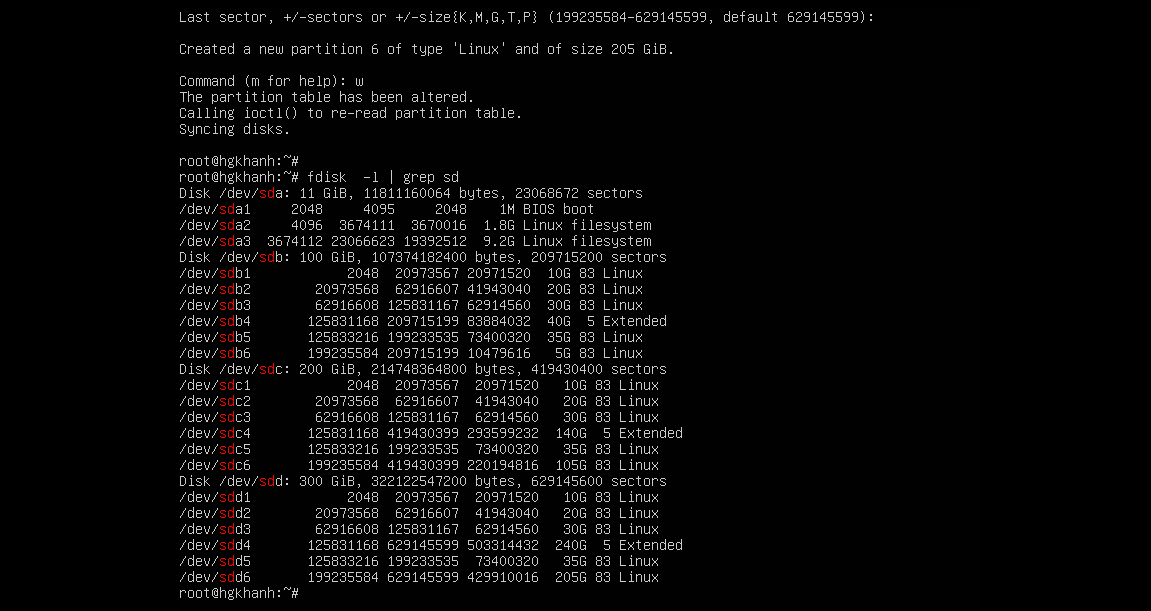 Last sector, +/-sectors or +/-size{K,M,G,T,P} (199235584-629145599, default 629145599):
Created a new partition 6 of type 'Linux' and of size 205 GiB.
Command (m for help): w
The partition table has been altered.
Calling ioctl() to re-read partition table.
Syncing disks.
root@hgkhanh:~#
root@hgkhanh:~# fdisk  -l | grep sd
Disk /dev/sda: 11 GiB, 11811160064 bytes, 23068672 sectors
/dev/sda1     2048     4095     2048    1M BIOS boot
/dev/sda2     4096  3674111  3670016  1.8G Linux filesystem
/dev/sda3  3674112 23066623 19392512  9.2G Linux filesystem
Disk /dev/sdb: 100 GiB, 107374182400 bytes, 209715200 sectors
/dev/sdb1            2048  20973567 20971520  10G 83 Linux
/dev/sdb2        20973568  62916607 41943040  20G 83 Linux
/dev/sdb3        62916608 125831167 62914560  30G 83 Linux
/dev/sdb4       125831168 209715199 83884032  40G  5 Extended
/dev/sdb5       125833216 199233535 73400320  35G 83 Linux
/dev/sdb6       199235584 209715199 10479616   5G 83 Linux
Disk /dev/sdc: 200 GiB, 214748364800 bytes, 419430400 sectors
/dev/sdc1            2048  20973567  20971520   10G 83 Linux
/dev/sdc2        20973568  62916607  41943040   20G 83 Linux
/dev/sdc3        62916608 125831167  62914560   30G 83 Linux
/dev/sdc4       125831168 419430399 293599232  140G  5 Extended
/dev/sdc5       125833216 199233535  73400320   35G 83 Linux
/dev/sdc6       199235584 419430399 220194816  105G 83 Linux
Disk /dev/sdd: 300 GiB, 322122547200 bytes, 629145600 sectors
/dev/sdd1            2048  20973567  20971520   10G 83 Linux
/dev/sdd2        20973568  62916607  41943040   20G 83 Linux
/dev/sdd3        62916608 125831167  62914560   30G 83 Linux
/dev/sdd4       125831168 629145599 503314432  240G  5 Extended
/dev/sdd5       125833216 199233535  73400320   35G 83 Linux
/dev/sdd6       199235584 629145599 429910016  205G 83 Linux
root@hgkhanh:~#